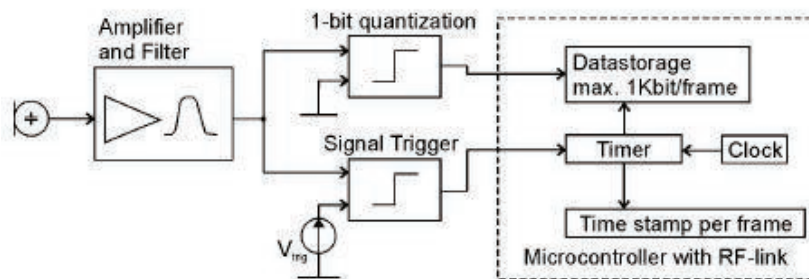 Amplifier
and Filter
1-bit quantization
Datastorage
max. 1Kbit/frame
Signal Trigger
Timer
Clock
Vtrig
Time stamp per frame
Microcontroller with RF-link